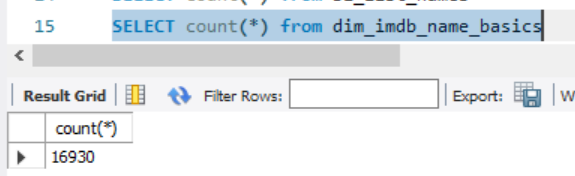 15 SELECT count(*) from dim_imdb_name_basics
Result Grid Filter Rows: Export: W
count(*)
16930